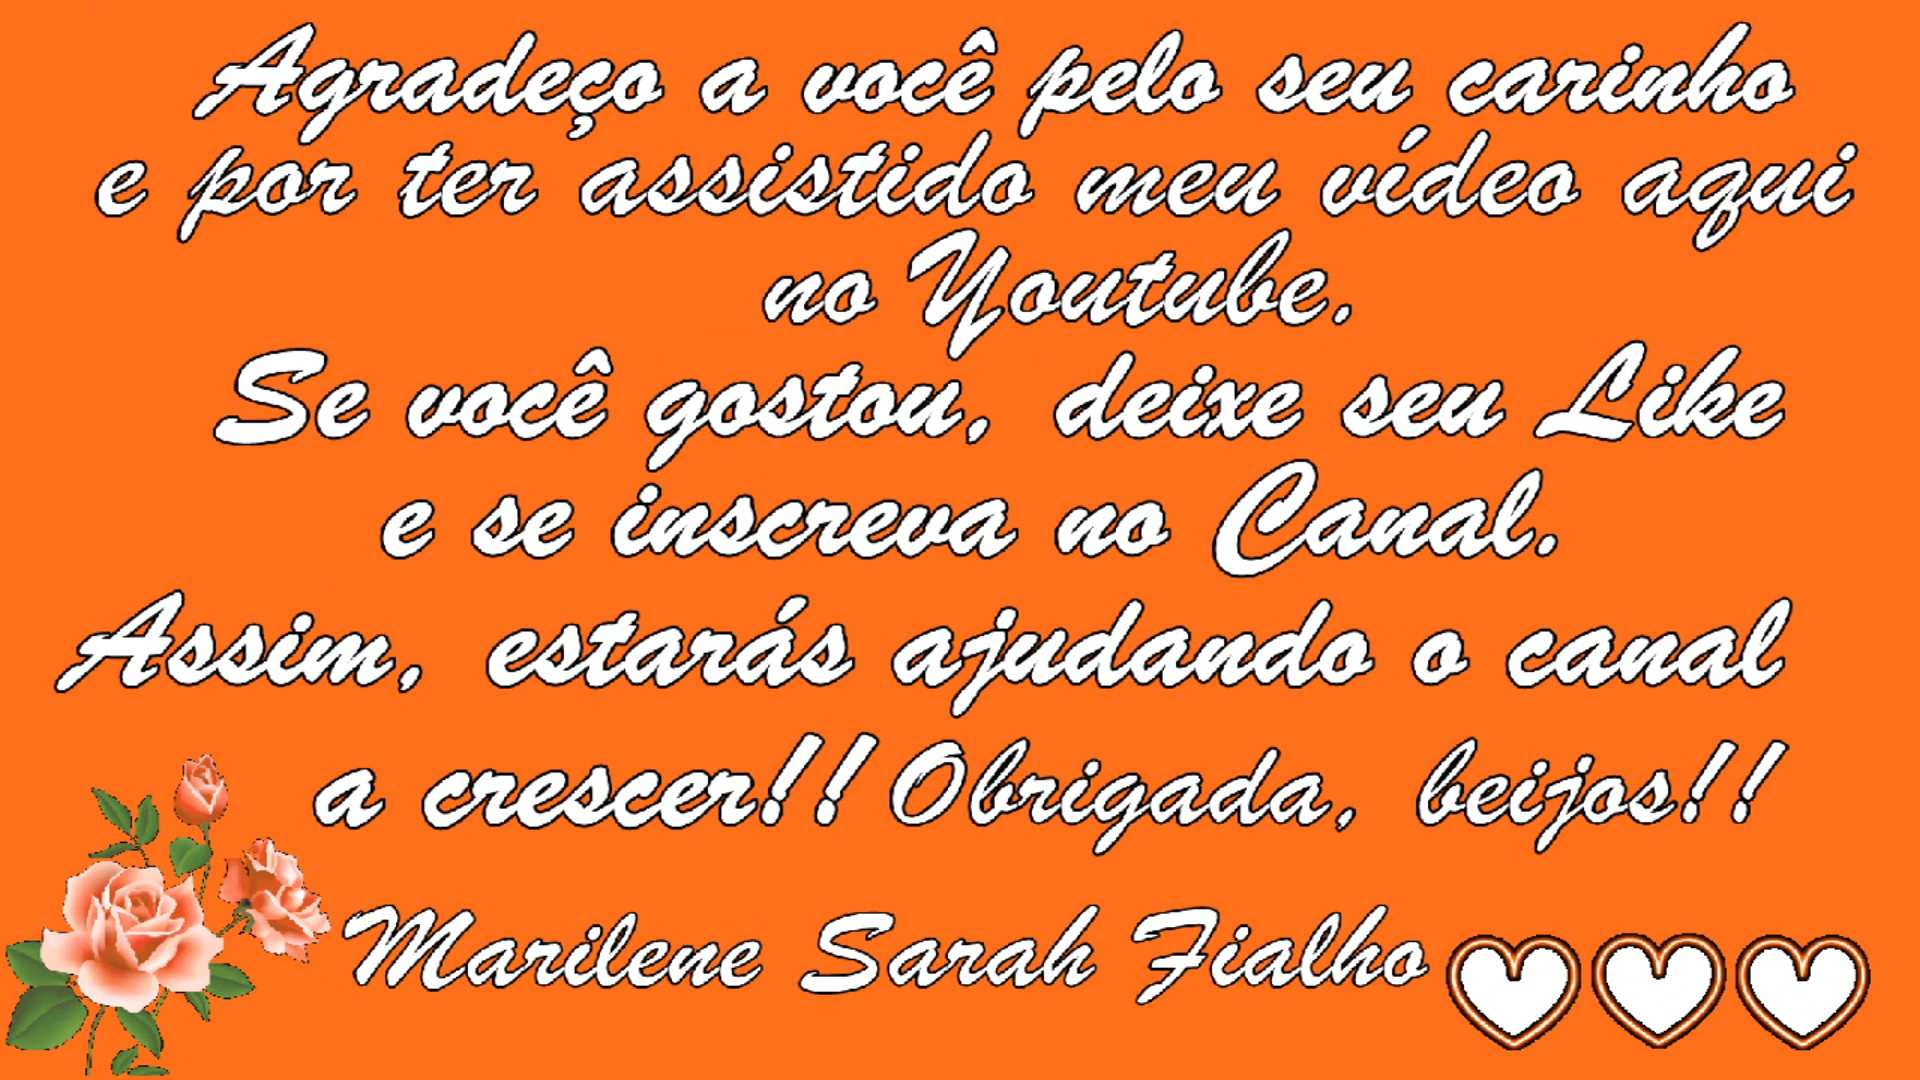 Agradeço a você pelo seu carinho
e por ter assistido meu vídeo aqui
no Youtube.
Se você gostou, deixe seu Like
e se inscreva no Canal.
Assim, estarás ajudando o canal
a crescer!! Obrigada, beijos!!
Marilene Sarah Fialho